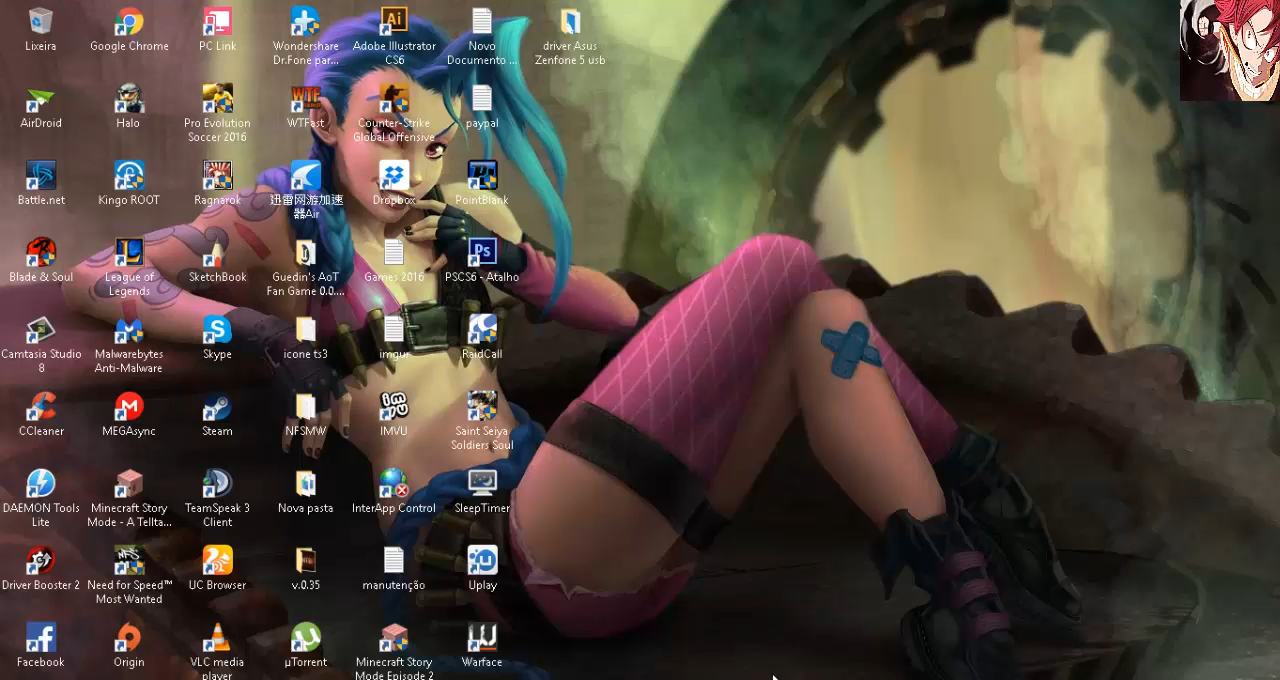 Lixeira
Google Chrome
PC Link
Wondershare
Dr.Fone par...
Ai
Adobe Illustrator
CS6
Novo
Documento ...
driver Asus
Zenfone 5 usb
AirDroid
Halo
Pro Evolution
Soccer 2016
WTF
WTFast
Counter-Strike
Global Offensive
paypal
Battle.net
Kingo ROOT
Ragnarok
迅雷网游加速
器Air
Dropbox
PointBlank
Blade & Soul
League of
Legends
SketchBook
Guedin's AoT
Fan Game 0.0....
Games 2016
Ps
PSCS6 - Atalho
Camtasia Studio
8
Malwarebytes
Anti-Malware
Skype
icone ts3
imgur
RaidCall
CCleaner
MEGAsync
Steam
NFSMW
IMVU
Saint Seiya
Soldiers Soul
DAEMON Tools
Lite
Minecraft Story
Mode - A Tellta...
TeamSpeak 3
Client
Nova pasta
InterApp Control
SleepTimer
Driver Booster 2
Need for Speed™
Most Wanted
UC Browser
v.0.35
manutenção
Uplay
Facebook
Origin
VLC media
player
µTorrent
Minecraft Story
Mode Episode 2
Warface